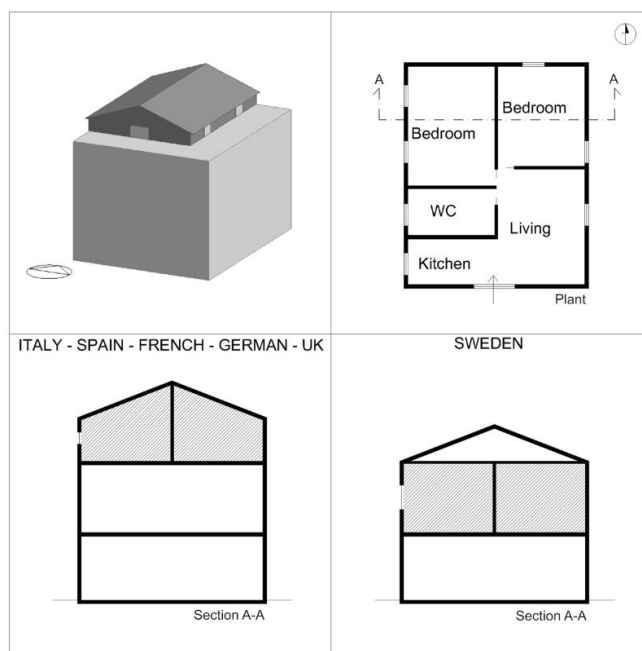 A
A
Bedroom
Bedroom
WC
Living
Kitchen
Plant
ITALY - SPAIN - FRENCH - GERMAN - UK
SWEDEN
Section A-A
Section A-A